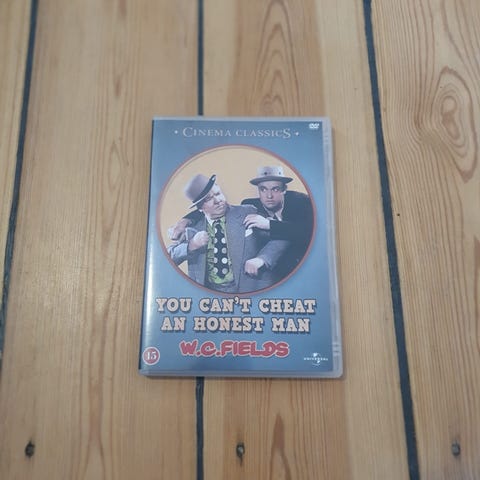 · CINEMA CLASSICS ·
DVD
YOU CAN'T CHEAT
AN HONEST MAN
W.C.FIELDS
15
UNIVERSAL